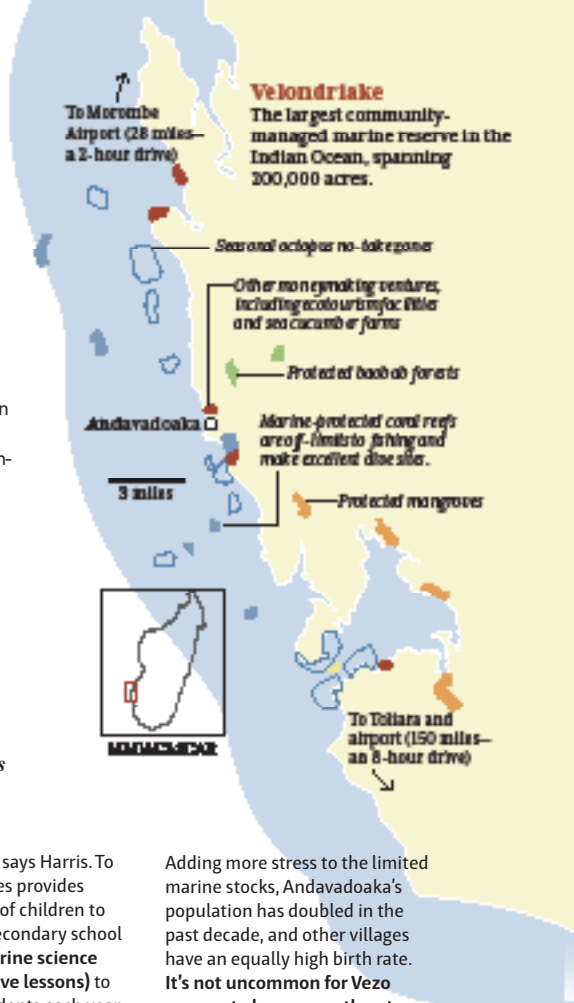 Velondriake
The largest community-
managed marine reserve in the
Indian Ocean, spanning
200,000 acres.
To Morombe
Airport (28 miles—
a 2-hour drive)
Seasonal octopus no-take zones
Other moneymaking ventures,
including ecotourism facilities
and sea cucumber farms
Protected baobab forests
Andavadoaka
Marine-protected coral reefs
are off-limits to fishing and
make excellent dive sites.
3 miles
Protected mangroves
MADAGASCAR
To Toliara and
airport (150 miles—
an 8-hour drive)
n
n-
s
says Harris. To
es provides
of children to
econdary school
rine science
ve lessons) to
Adding more stress to the limited
marine stocks, Andavadoaka's
population has doubled in the
past decade, and other villages
have an equally high birth rate.
It's not uncommon for Vezo